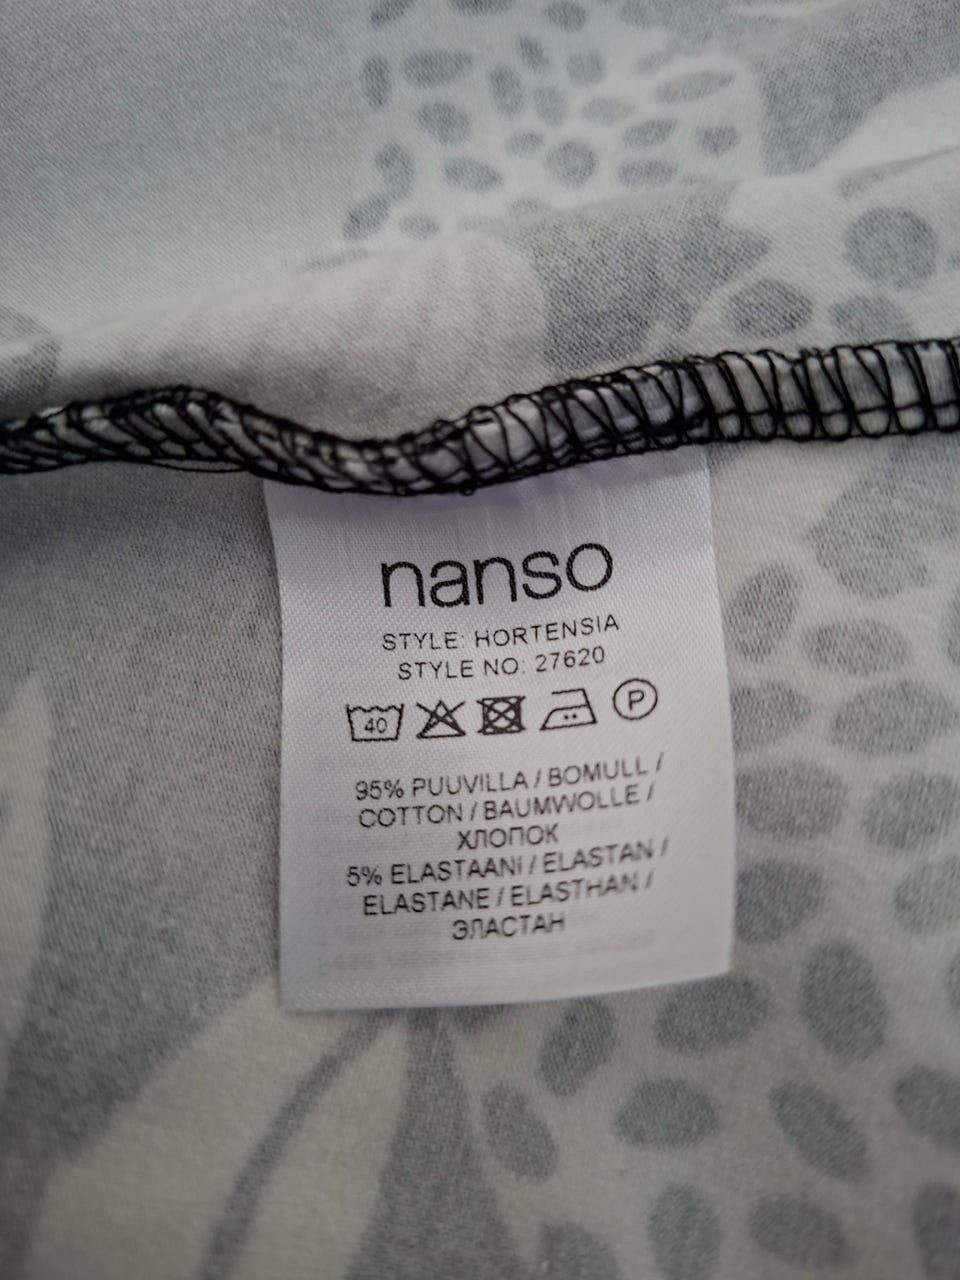 nanso
STYLE: HORTENSIA
STYLE NO: 27620
40 P
95% PUUVILLA / BOMULL /
COTTON / BAUMWOLLE /
ХЛОПОК
5% ELASTAANI / ELASTAN /
ELASTANE / ELASTHAN /
ЭЛАСТАН